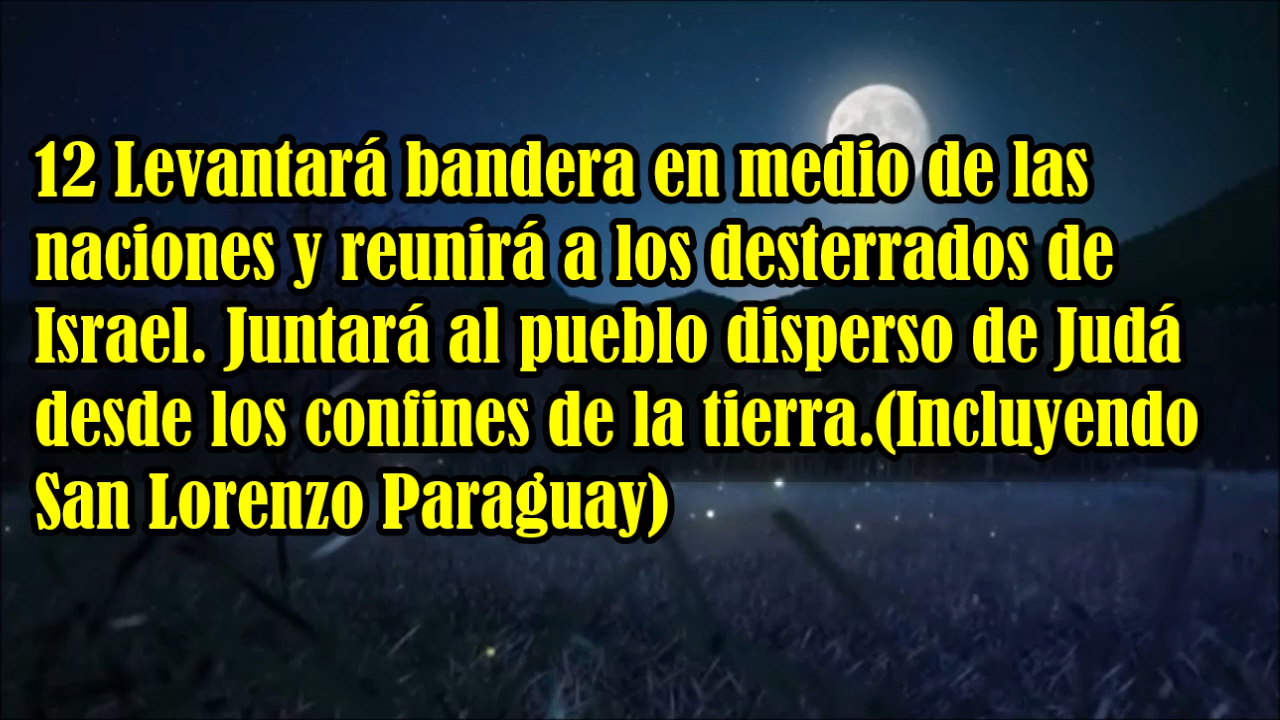 12 Levantará bandera en medio de las
naciones y reunirá a los desterrados de
Israel. Juntará al pueblo disperso de Judá
desde los confines de la tierra.(Incluyendo
San Lorenzo Paraguay)